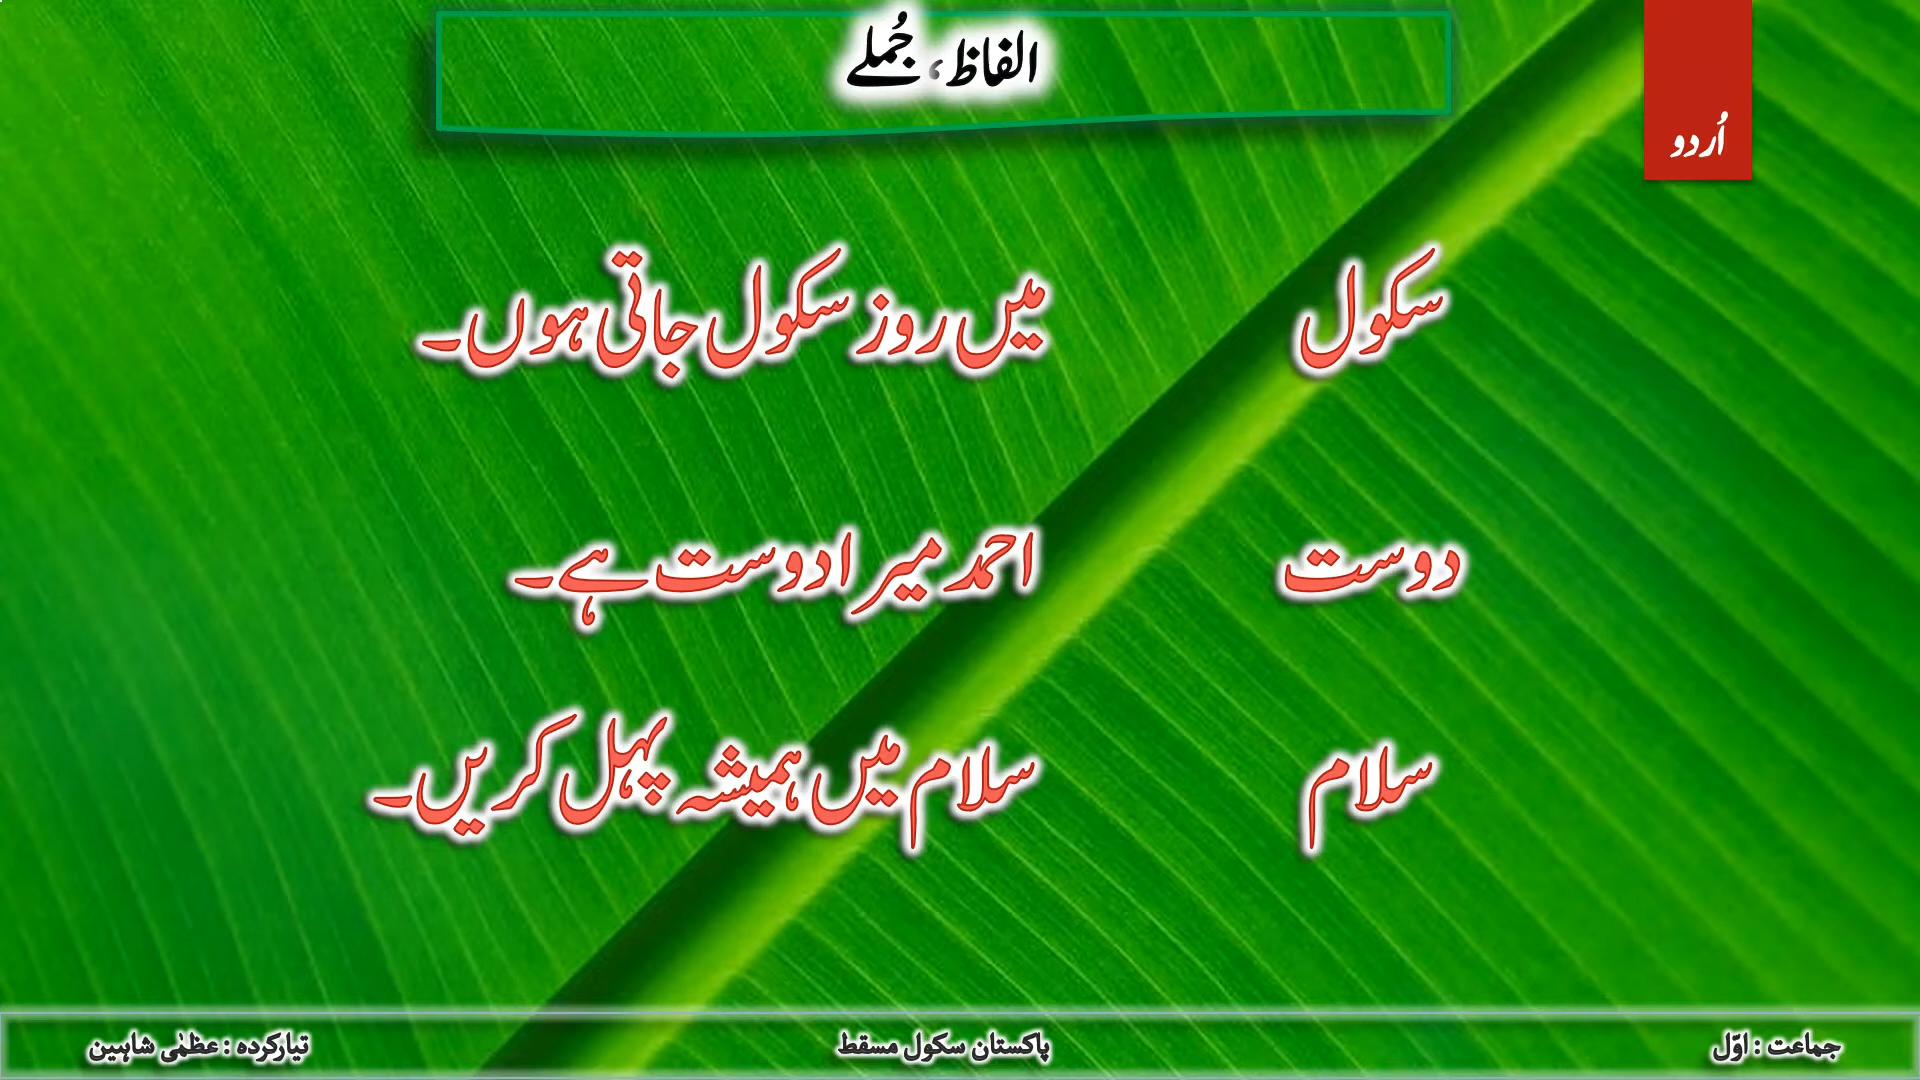 الفاظ، جُملے
اُردو
سکول میں روز سکول جاتی ہوں۔
دوست احمد میرا دوست ہے۔
سلام سلام میں ہمیشہ پہل کریں۔
جماعت : اوّل پاکستان سکول مسقط تیارکردہ : عظمٰی شاہین